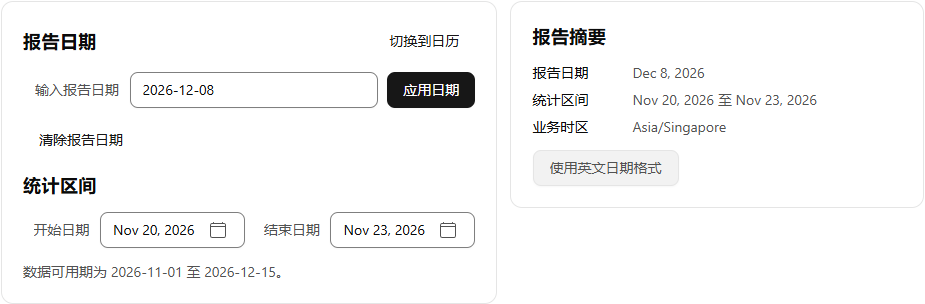 报告日期
切换到日历
输入报告日期 2026-12-08 应用日期
清除报告日期
统计区间
开始日期 Nov 20, 2026 结束日期 Nov 23, 2026
数据可用期为 2026-11-01 至 2026-12-15。
报告摘要
报告日期 Dec 8, 2026
统计区间 Nov 20, 2026 至 Nov 23, 2026
业务时区 Asia/Singapore
使用英文日期格式